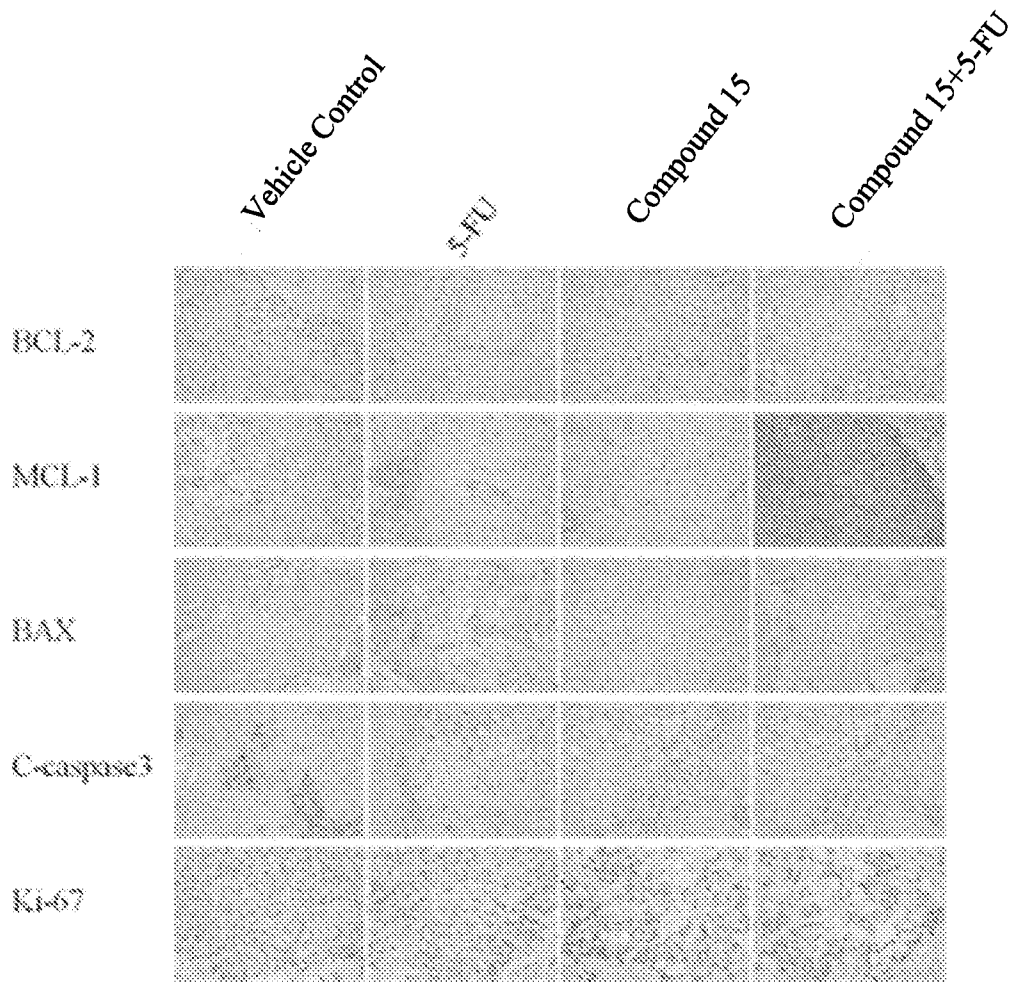 Vehicle Control
5-FU
Compound 15
Compound 15+5-FU
BCL-2
MCL-1
BAX
C-caspase3
Ki-67